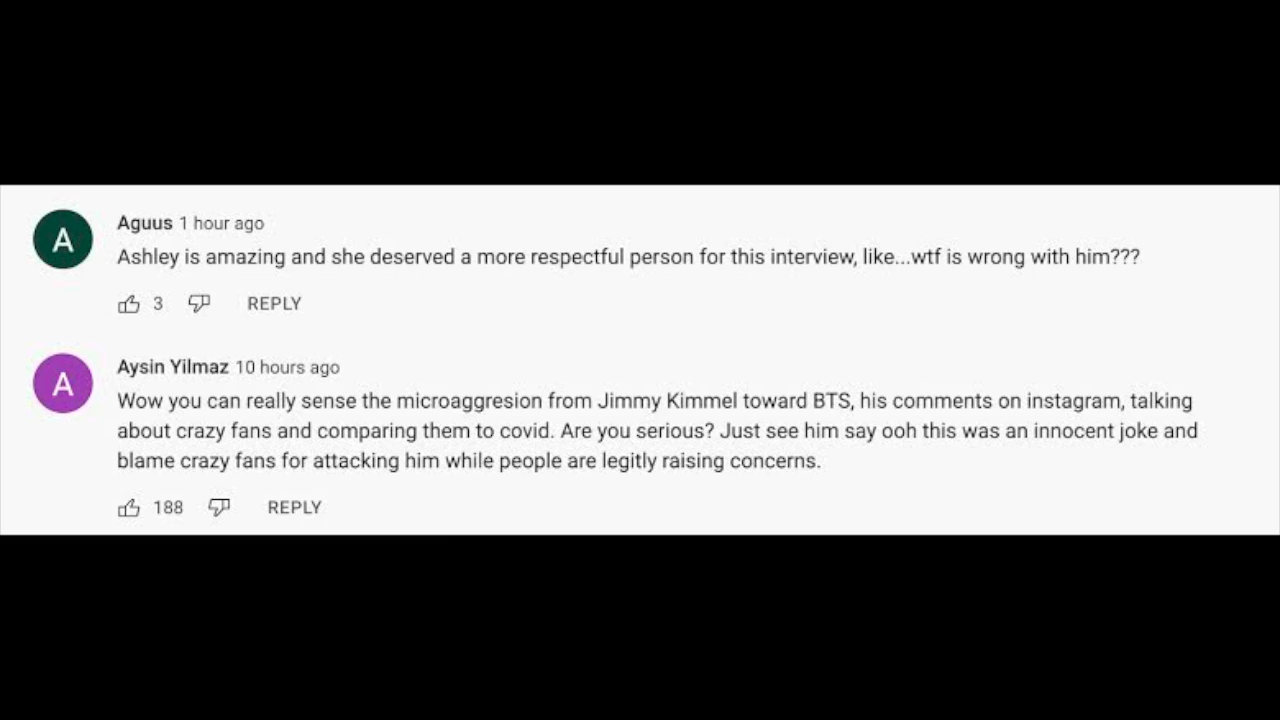 A
Aguus 1 hour ago
Ashley is amazing and she deserved a more respectful person for this interview, like...wtf is wrong with him???
3 REPLY
A
Aysin Yilmaz 10 hours ago
Wow you can really sense the microaggresion from Jimmy Kimmel toward BTS, his comments on instagram, talking
about crazy fans and comparing them to covid. Are you serious? Just see him say ooh this was an innocent joke and
blame crazy fans for attacking him while people are legitly raising concerns.
188 REPLY